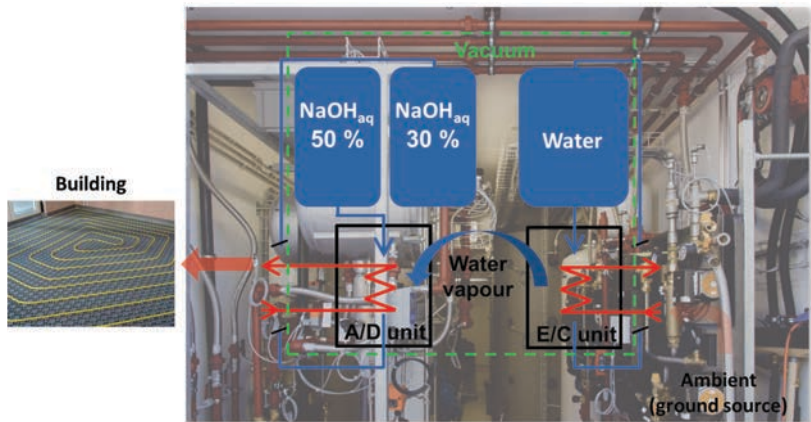 Vacuum
NaOHaq
50 %
NaOHaq
30 %
Water
Building
Water
vapour
A/D unit
E/C unit
Ambient
(ground source)